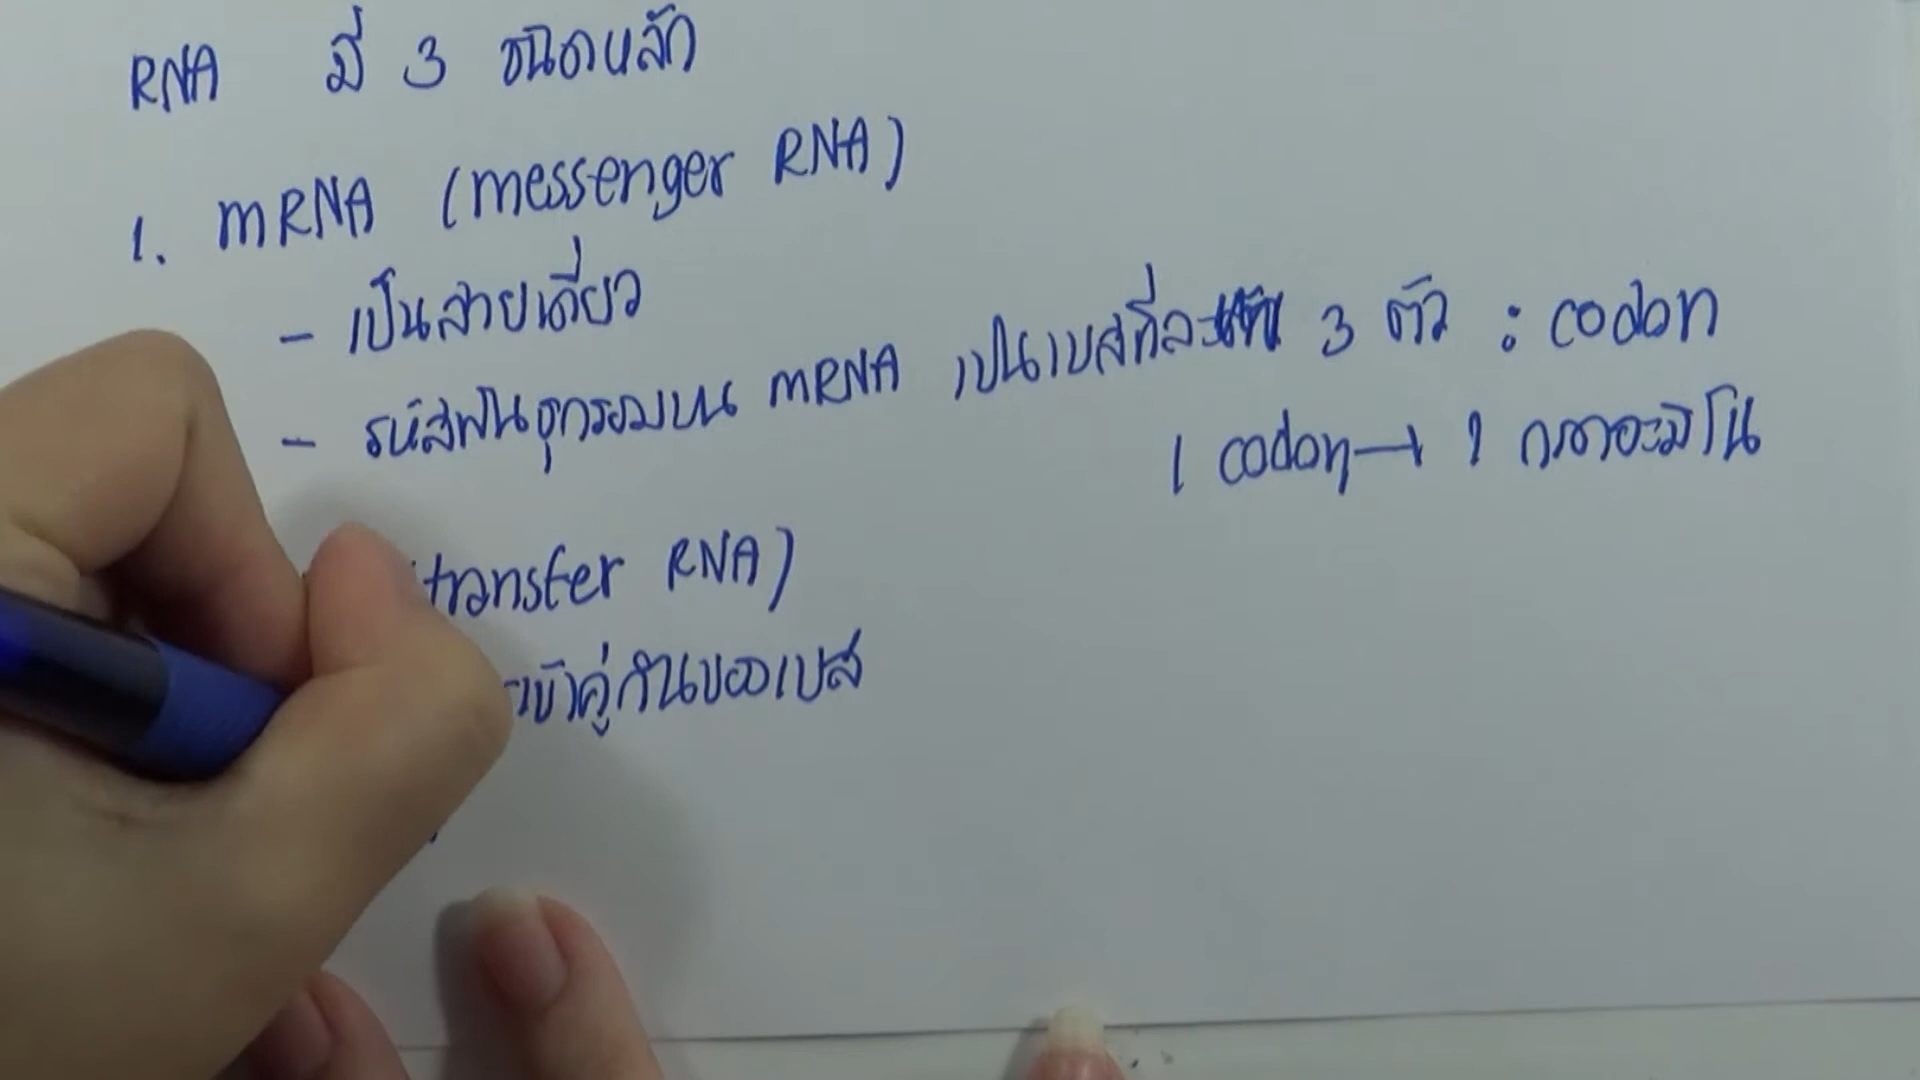 RNA มี 3 ชนิดหลัก
1. mRNA (messenger RNA)
- เป็นสายเดี่ยว
- รหัสพันธุกรรมบน mRNA เป็นเบสทีละ 3 ตัว : codon
1 codon → 1 กรดอะมิโน
transfer RNA)
เข้าคู่กันของเบส